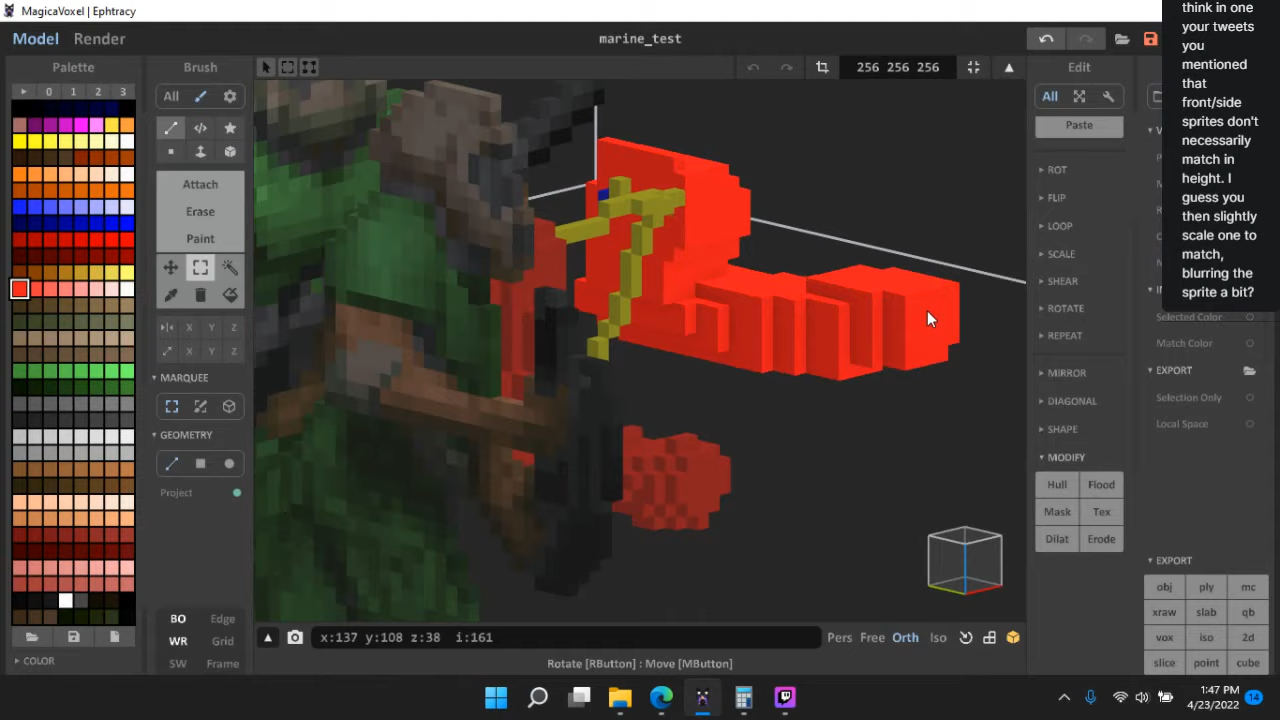 MagicaVoxel | Ephtracy
Model Render
marine_test
Palette
Brush
256 256 256
Edit
0 1 2 3
All
All
Paste
Attach
Erase
Paint
X Y Z
X Y Z
MARQUEE
GEOMETRY
Project
BO Edge
WR Grid
SW Frame
COLOR
ROT
FLIP
LOOP
SCALE
SHEAR
ROTATE
REPEAT
MIRROR
DIAGONAL
SHAPE
MODIFY
Hull Flood
Mask Tex
Dilat Erode
think in one
your tweets
you
mentioned
that
front/side
sprites don't
necessarily
match in
height. I
guess you
then slightly
scale one to
match,
blurring the
sprite a bit?
Selected Color
Match Color
EXPORT
Selection Only
Local Space
EXPORT
obj ply mc
xraw slab qb
vox iso 2d
slice point cube
x:137 y:108 z:38 i:161
Pers Free Orth Iso
Rotate [RButton] : Move [MButton]
1:47 PM
4/23/2022
14